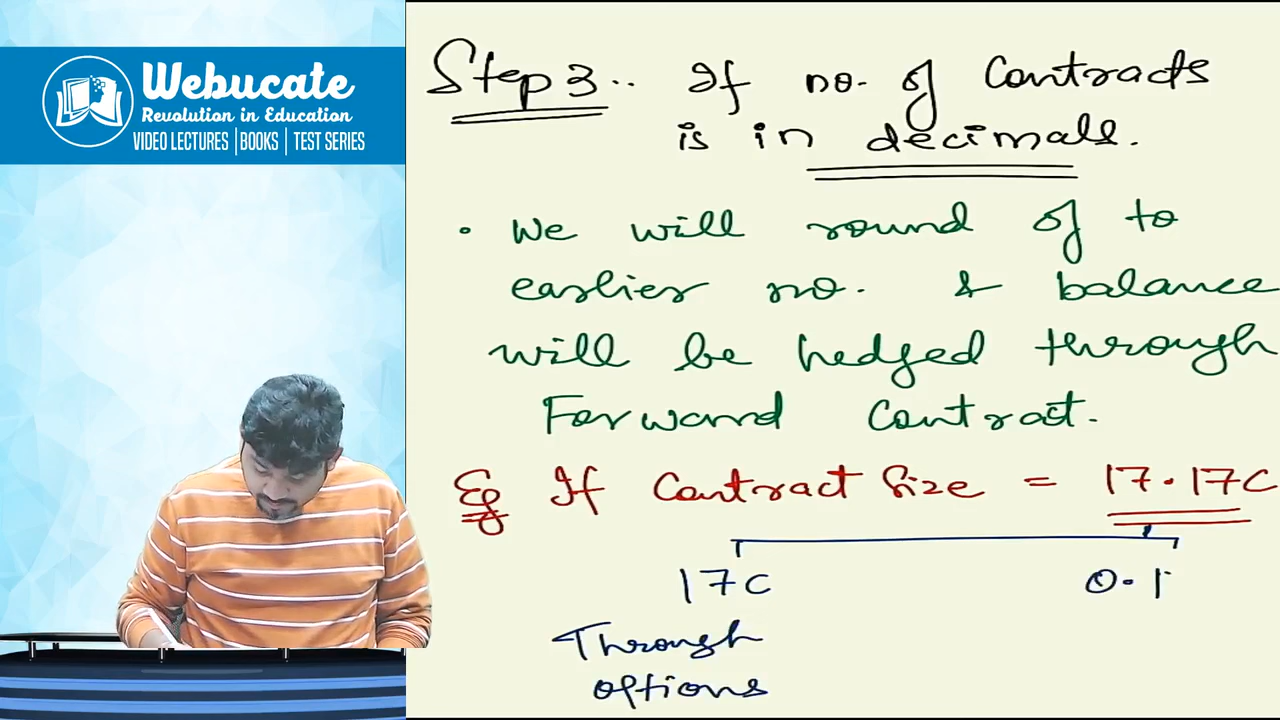 Webucate
Revolution in Education
VIDEO LECTURES | BOOKS | TEST SERIES
Step 3.. If no. of Contracts
is in decimals.
• We will round of to
earlier no. & balance
will be hedged through
Forward Contract.
Eg If Contract Size = 17.17C
17C 0.1
Through
options